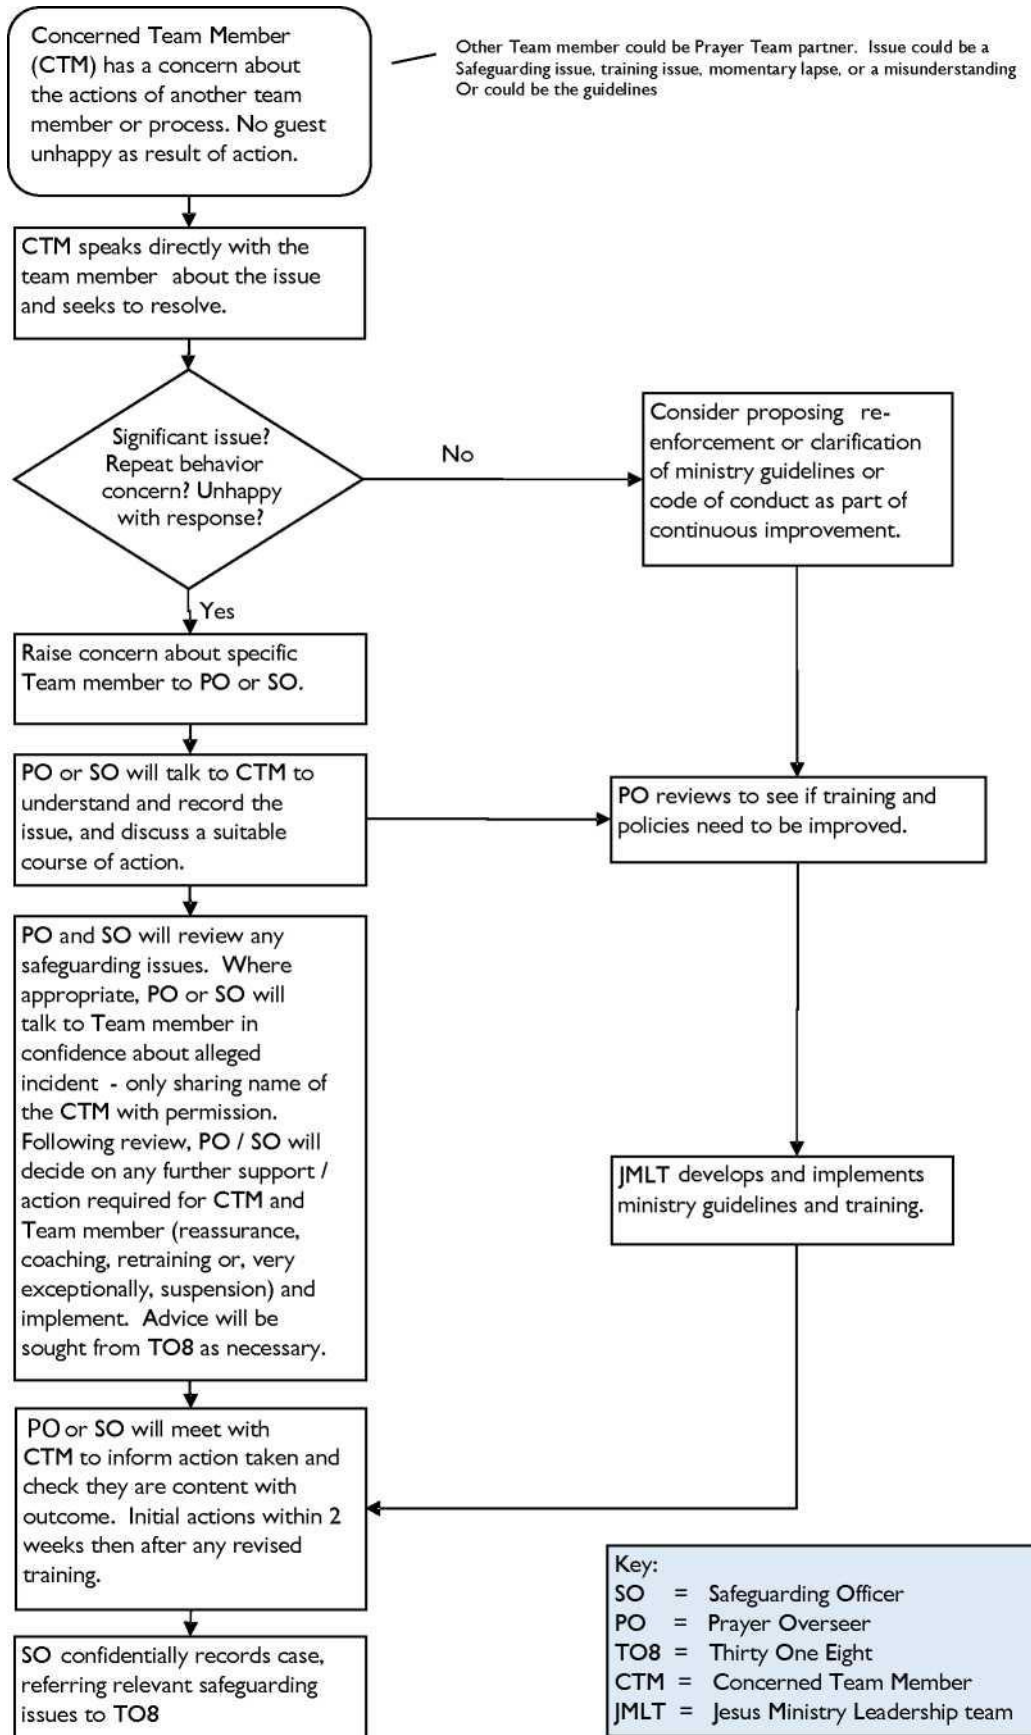 Concerned Team Member
(CTM) has a concern about
the actions of another team
member or process. No guest
unhappy as result of action.
Other Team member could be Prayer Team partner. Issue could be a
Safeguarding issue, training issue, momentary lapse, or a misunderstanding
Or could be the guidelines
CTM speaks directly with the
team member about the issue
and seeks to resolve.
Significant issue?
Repeat behavior
concern? Unhappy
with response?
No
Consider proposing re-
enforcement or clarification
of ministry guidelines or
code of conduct as part of
continuous improvement.
Yes
Raise concern about specific
Team member to PO or SO.
PO or SO will talk to CTM to
understand and record the
issue, and discuss a suitable
course of action.
PO reviews to see if training and
policies need to be improved.
PO and SO will review any
safeguarding issues. Where
appropriate, PO or SO will
talk to Team member in
confidence about alleged
incident - only sharing name of
the CTM with permission.
Following review, PO / SO will
decide on any further support /
action required for CTM and
Team member (reassurance,
coaching, retraining or, very
exceptionally, suspension) and
implement. Advice will be
sought from TO8 as necessary.
JMLT develops and implements
ministry guidelines and training.
PO or SO will meet with
CTM to inform action taken and
check they are content with
outcome. Initial actions within 2
weeks then after any revised
training.
SO confidentially records case,
referring relevant safeguarding
issues to TO8
Key:
SO = Safeguarding Officer
PO = Prayer Overseer
TO8 = Thirty One Eight
CTM = Concerned Team Member
JMLT = Jesus Ministry Leadership team